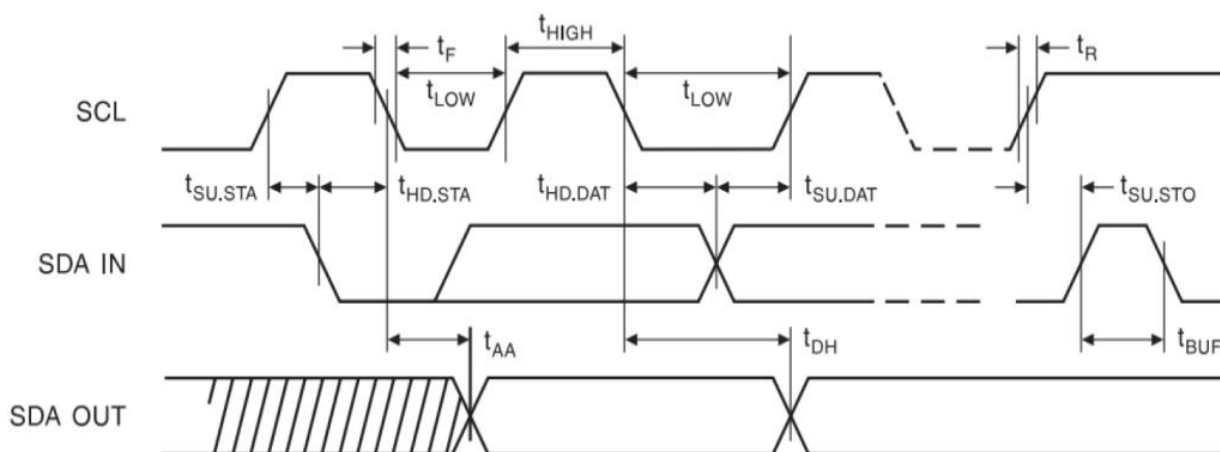 tHIGH
tF tR
tLOW tLOW
SCL
tSU.STA tHD.STA tHD.DAT tSU.DAT tSU.STO
SDA IN
tAA tDH tBUF
SDA OUT